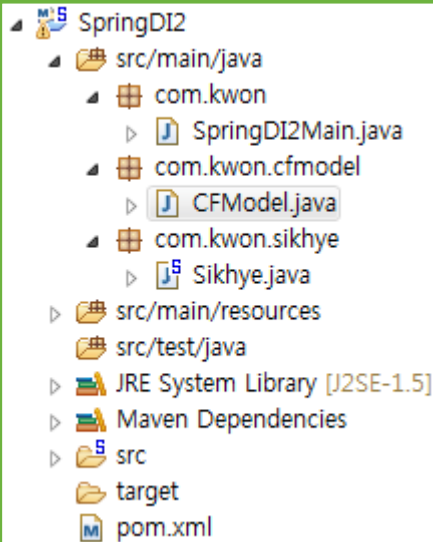 SpringDI2
src/main/java
com.kwon
SpringDI2Main.java
com.kwon.cfmodel
CFModel.java
com.kwon.sikhye
Sikhye.java
src/main/resources
src/test/java
JRE System Library [J2SE-1.5]
Maven Dependencies
src
target
pom.xml